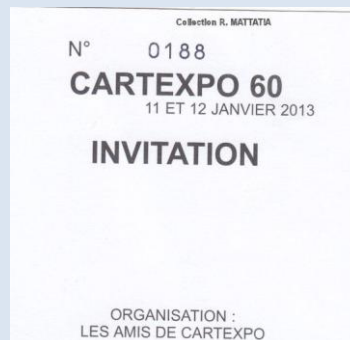 Collection R. MATTATIA
N° 0188
CARTEXPO 60
11 ET 12 JANVIER 2013
INVITATION
ORGANISATION :
LES AMIS DE CARTEXPO